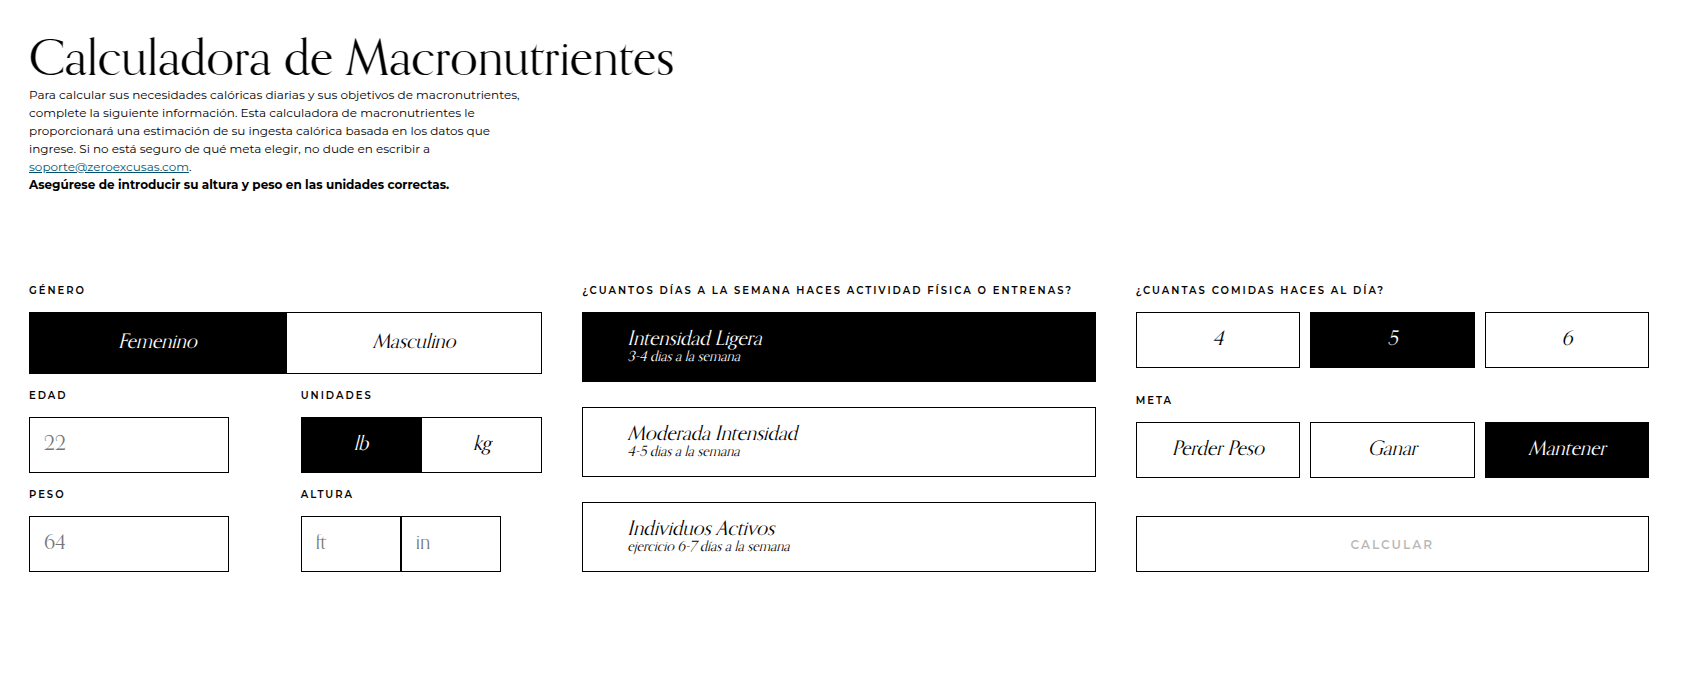 Calculadora de Macronutrientes
Para calcular sus necesidades calóricas diarias y sus objetivos de macronutrientes,
complete la siguiente información. Esta calculadora de macronutrientes le
proporcionará una estimación de su ingesta calórica basada en los datos que
ingrese. Si no está seguro de qué meta elegir, no dude en escribir a
soporte@zeroexcusas.com.
Asegúrese de introducir su altura y peso en las unidades correctas.
GÉNERO
Femenino
Masculino
EDAD
22
UNIDADES
lb
kg
PESO
64
ALTURA
ft
in
¿CUANTOS DÍAS A LA SEMANA HACES ACTIVIDAD FÍSICA O ENTRENAS?
Intensidad Ligera
3-4 dias a la semana
Moderada Intensidad
4-5 dias a la semana
Individuos Activos
ejercicio 6-7 días a la semana
¿CUANTAS COMIDAS HACES AL DÍA?
4
5
6
META
Perder Peso
Ganar
Mantener
CALCULAR